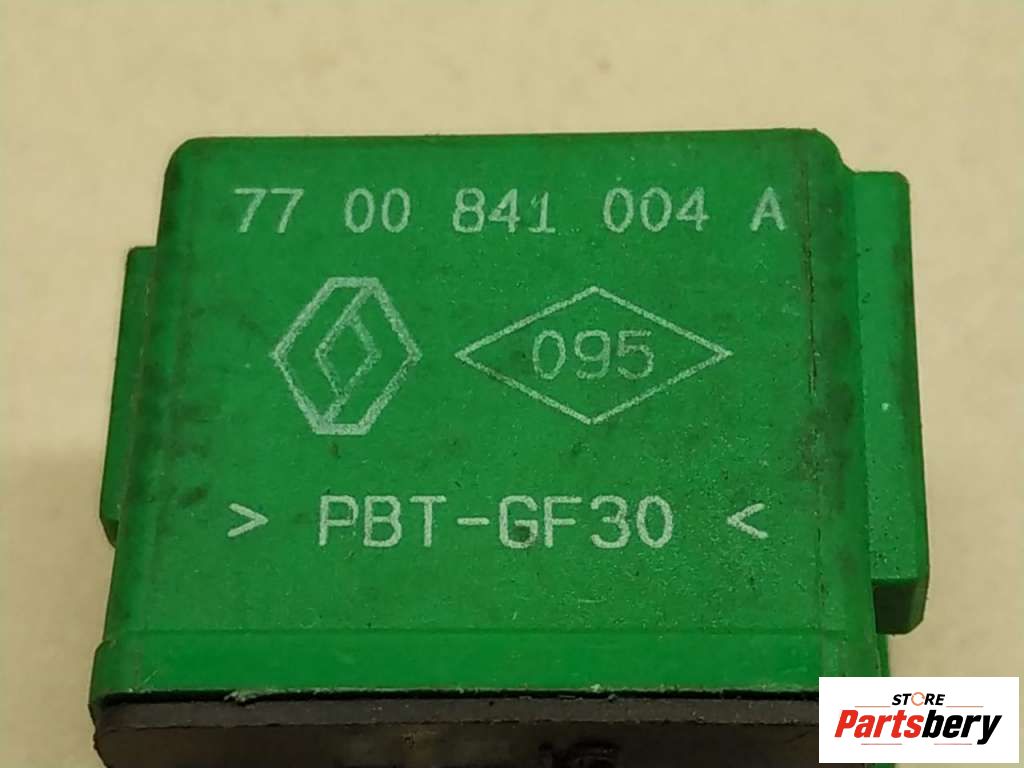 77 00 841 004 A
095
> PBT-GF30 <
STORE
Partsbery